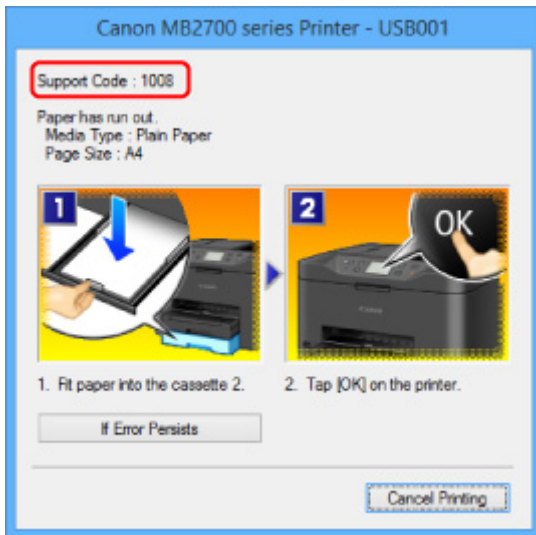 Canon MB2700 series Printer - USB001
Support Code : 1008
Paper has run out.
Media Type : Plain Paper
Page Size : A4
1
2
OK
Canon
1. Fit paper into the cassette 2.
2. Tap [OK] on the printer.
If Error Persists
Cancel Printing